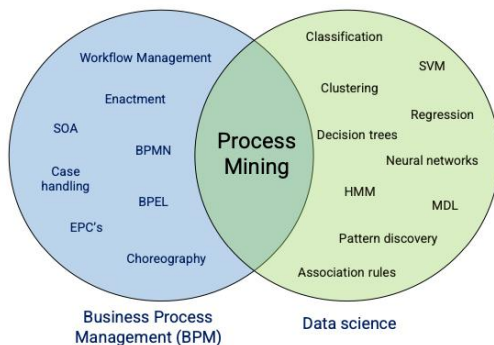 Workflow Management
Enactment
SOA
BPMN
Case
handling
BPEL
EPC's
Choreography
Process
Mining
Classification
SVM
Clustering
Regression
Decision trees
Neural networks
HMM
MDL
Pattern discovery
Association rules
Business Process
Management (BPM)
Data science